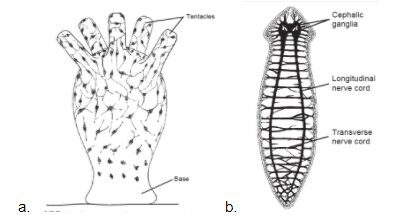 Tentacles
Base
a.
Cephalic
ganglia
Longitudinal
nerve cord
Transverse
nerve cord
b.